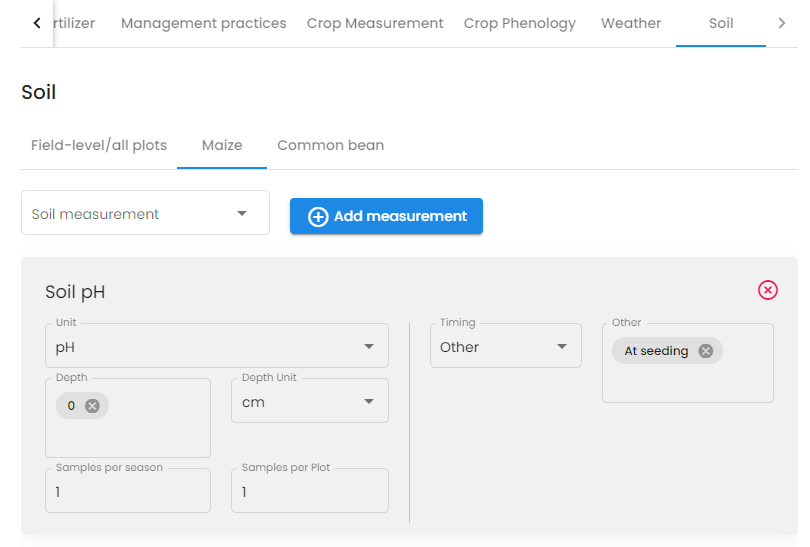 rtilizer Management practices Crop Measurement Crop Phenology Weather Soil
Soil
Field-level/all plots Maize Common bean
Soil measurement Add measurement
Soil pH
Unit Timing Other
pH Other At seeding
Depth Depth Unit
0 cm
Samples per season Samples per Plot
1 1